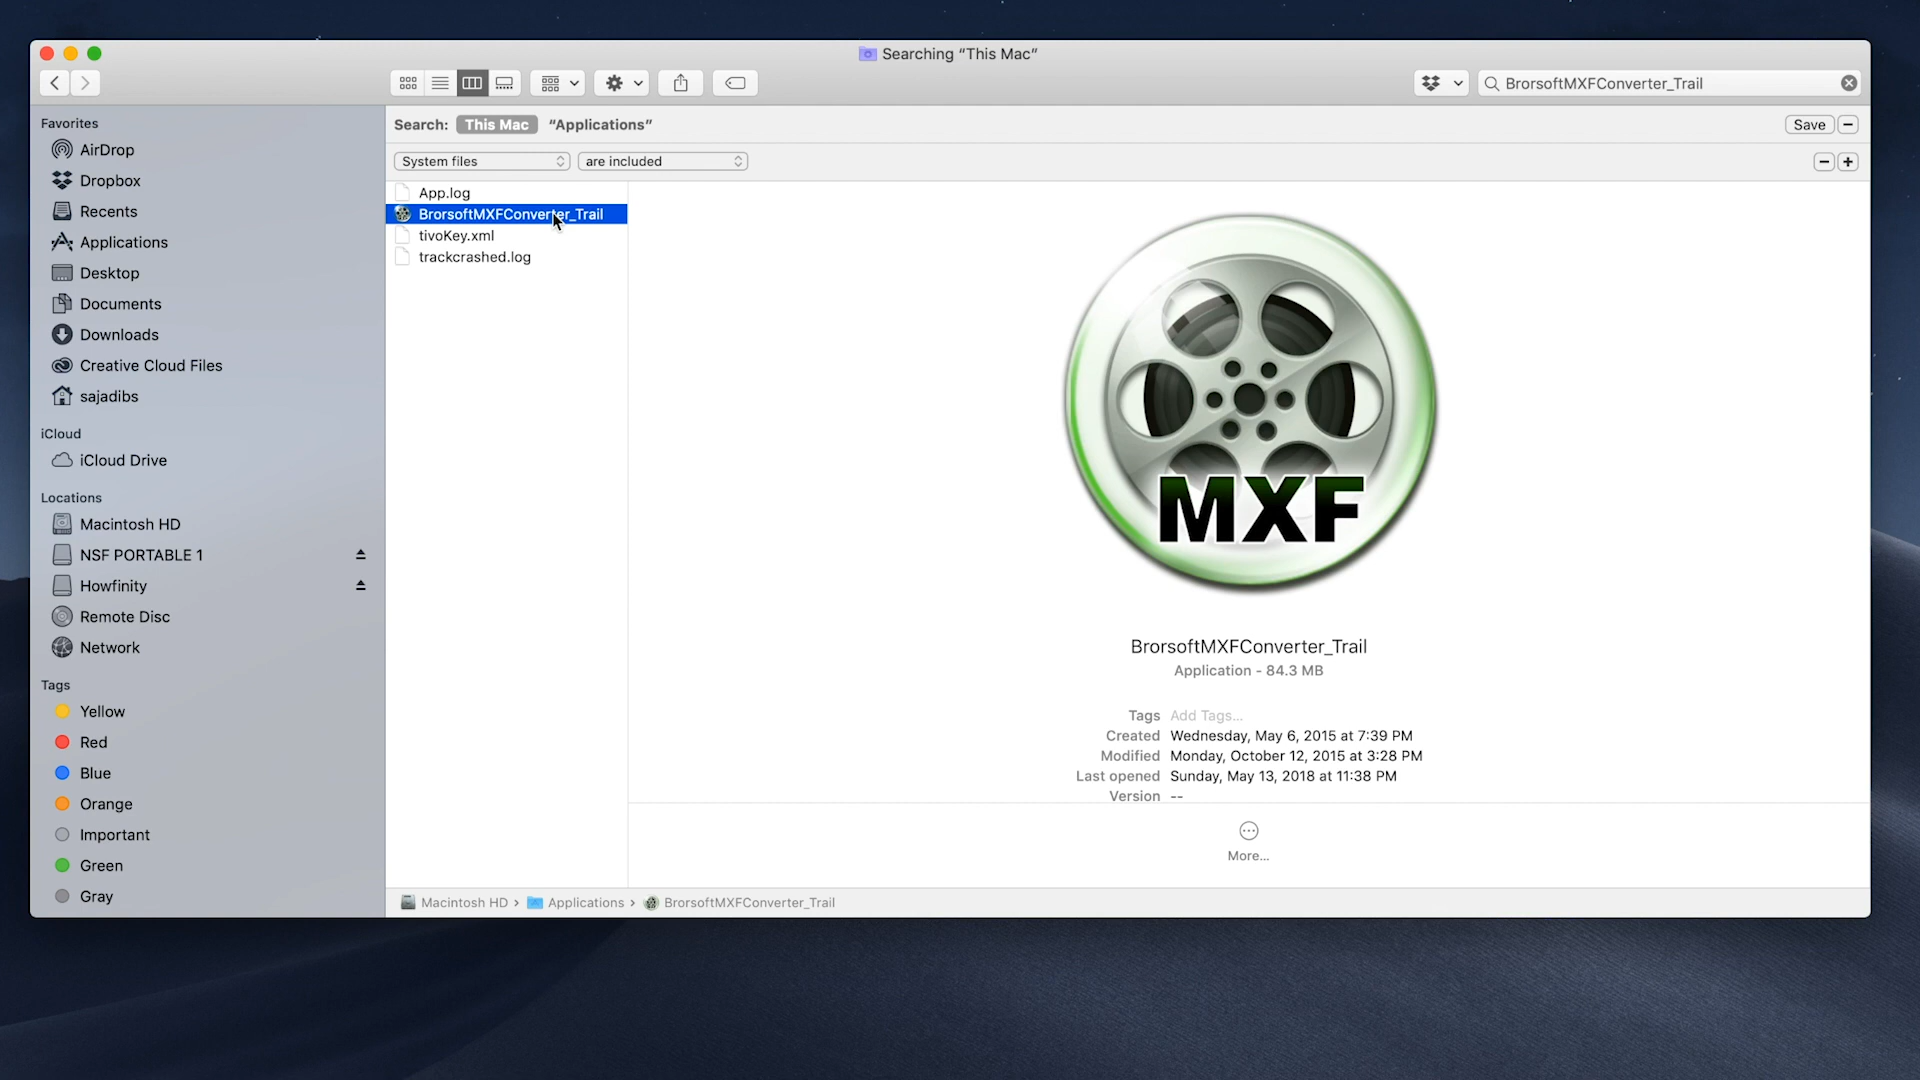 Searching “This Mac”
BrorsoftMXFConverter_Trail
Search: This Mac “Applications” Save
System files are included
Favorites
AirDrop
Dropbox
Recents
Applications
Desktop
Documents
Downloads
Creative Cloud Files
sajadibs
iCloud
iCloud Drive
Locations
Macintosh HD
NSF PORTABLE 1
Howfinity
Remote Disc
Network
Tags
Yellow
Red
Blue
Orange
Important
Green
Gray
App.log
BrorsoftMXFConverter_Trail
tivoKey.xml
trackcrashed.log
MXF
BrorsoftMXFConverter_Trail
Application - 84.3 MB
Tags Add Tags...
Created Wednesday, May 6, 2015 at 7:39 PM
Modified Monday, October 12, 2015 at 3:28 PM
Last opened Sunday, May 13, 2018 at 11:38 PM
Version --
More...
Macintosh HD › Applications › BrorsoftMXFConverter_Trail